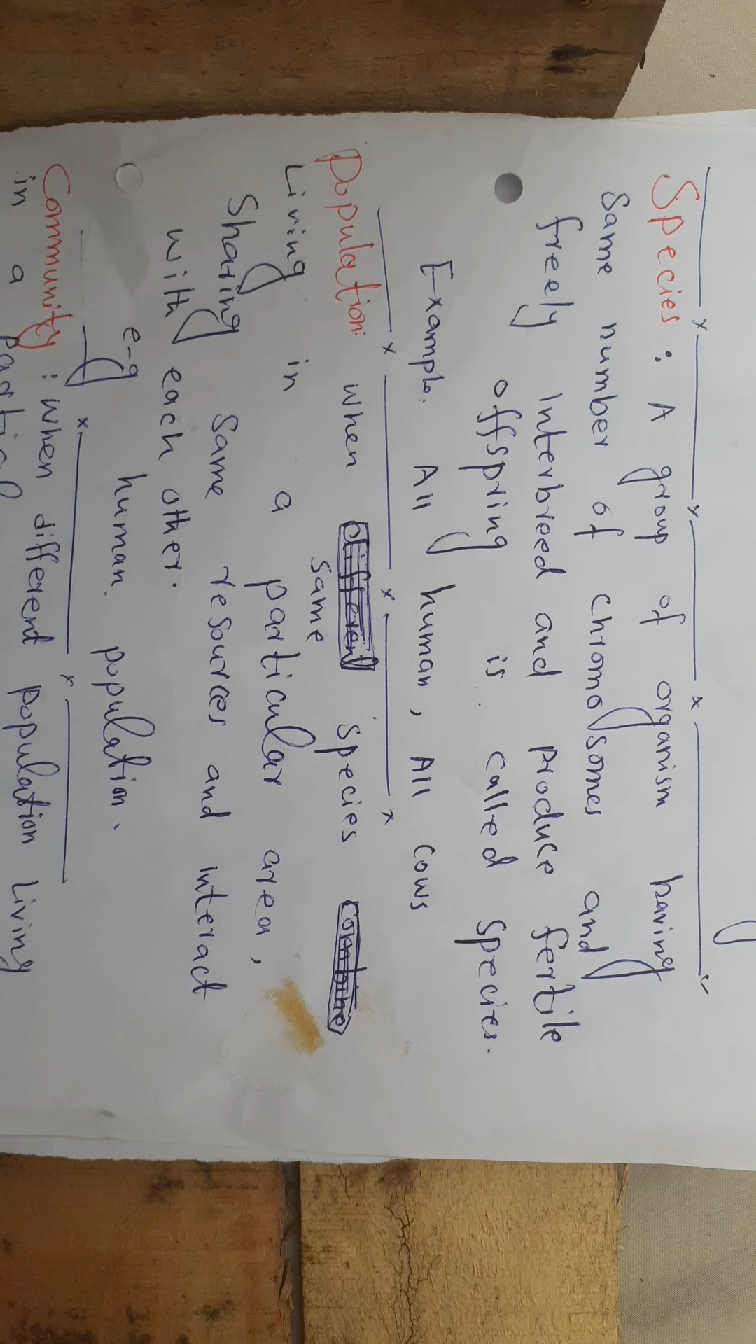 Species : A group of organism having
Same number of chromosomes and
freely interbreed and produce fertile
offspring is called species.
Example. All human, All cows
Population: when different species combine
same
Living in a particular area,
Sharing same resources and interact
with each other.
e-g human population.
Community : when different population Living
in a